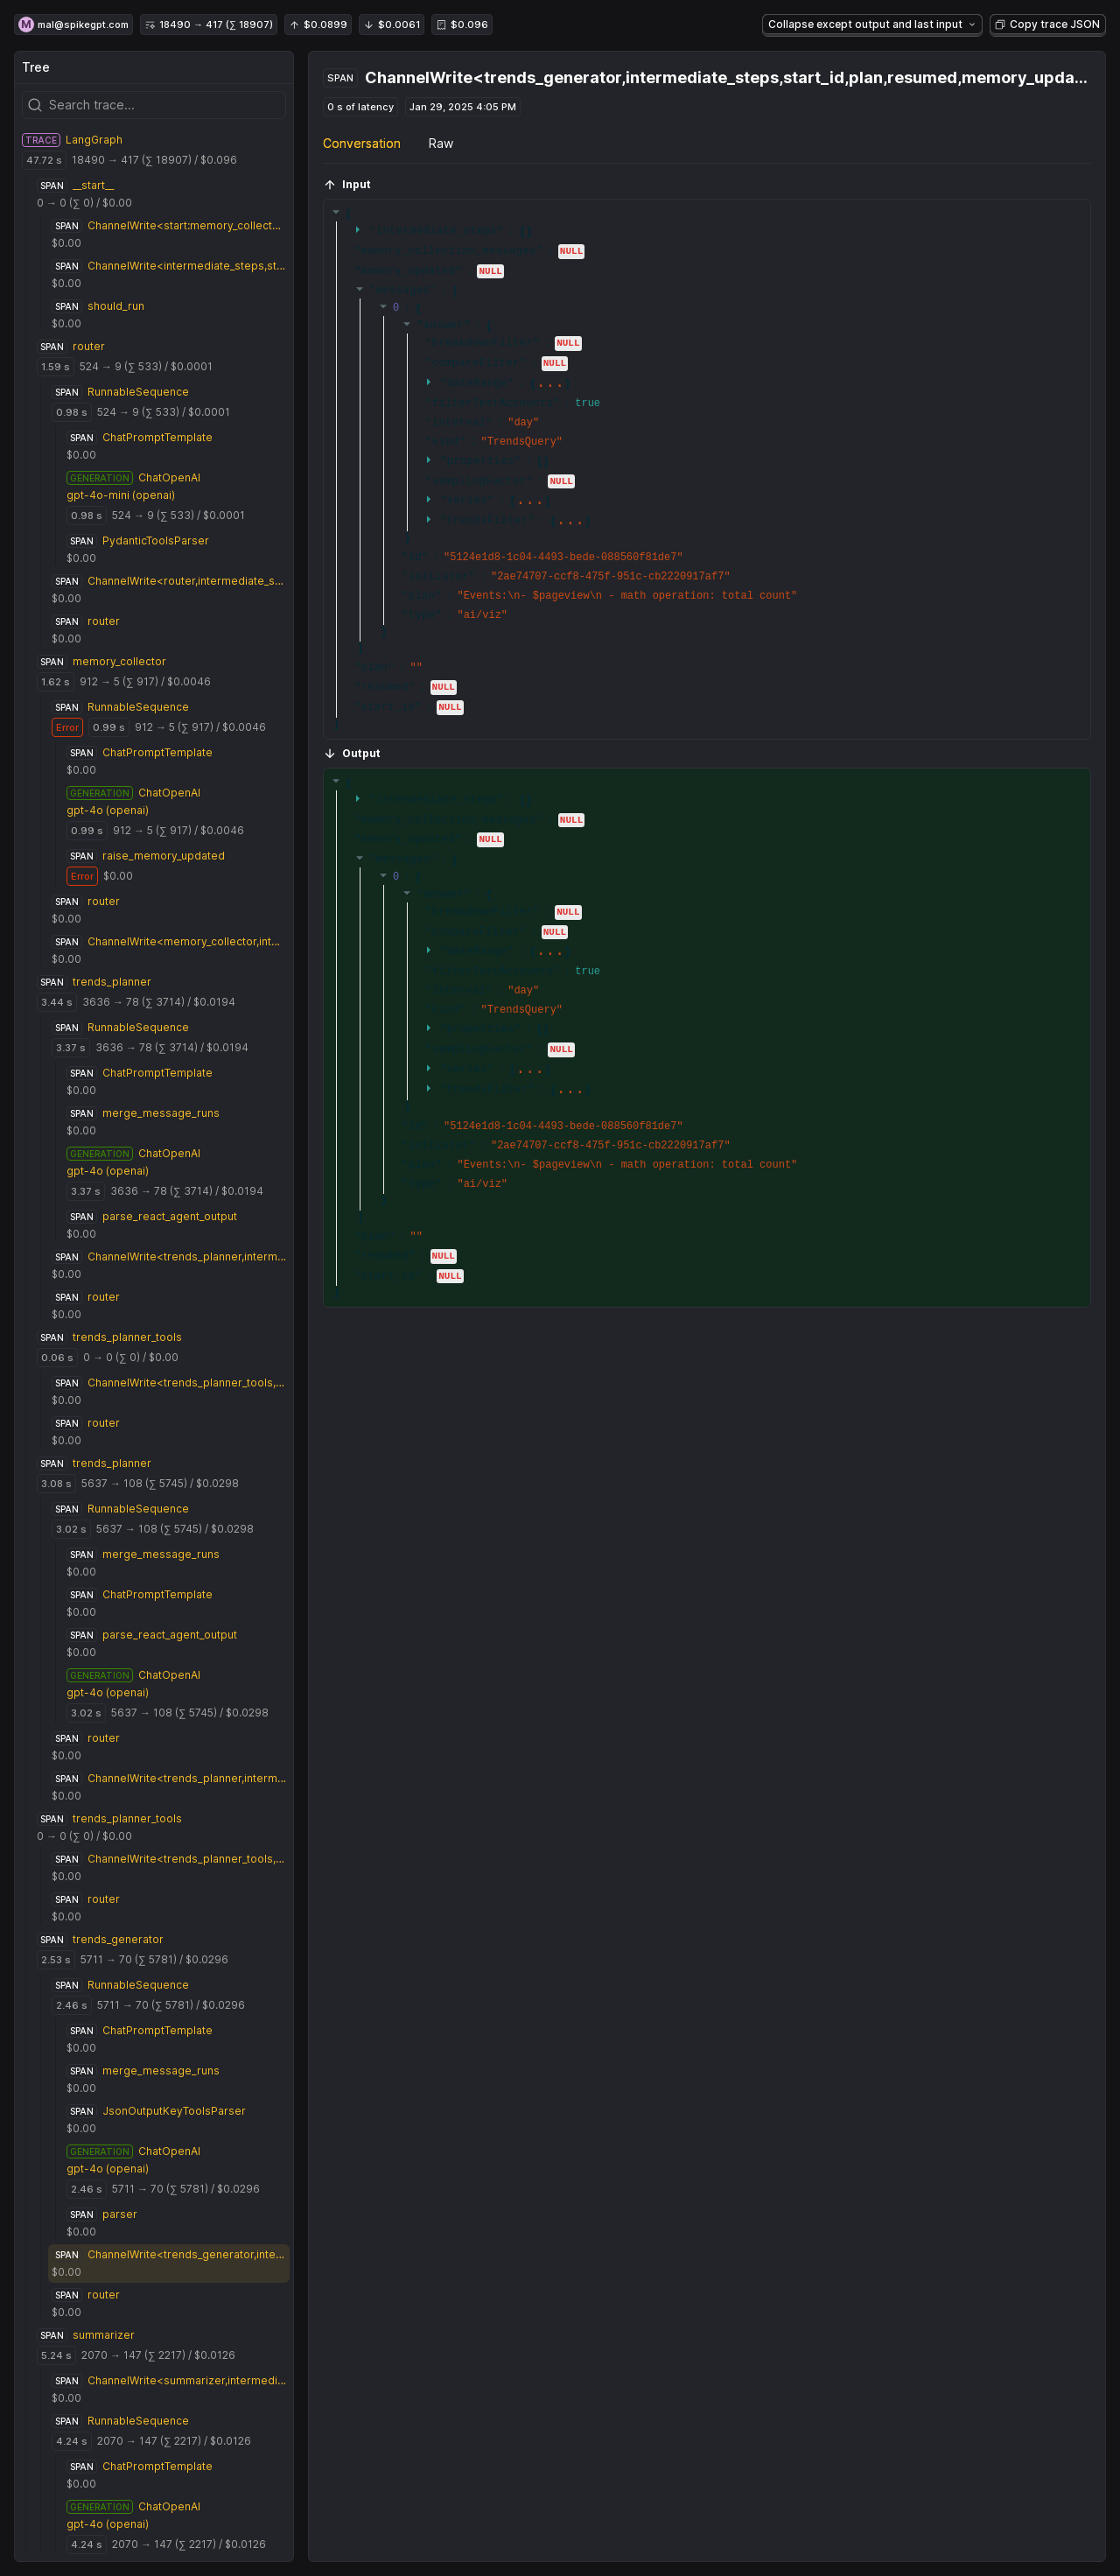 M mal@spikegpt.com 18490 → 417 (∑ 18907) $0.0899 $0.0061 $0.096 Collapse except output and last input Copy trace JSON
Tree
Search trace...
TRACE LangGraph
47.72 s 18490 → 417 (∑ 18907) / $0.096
SPAN __start__
0 → 0 (∑ 0) / $0.00
SPAN ChannelWrite<start:memory_collect...
$0.00
SPAN ChannelWrite<intermediate_steps,st...
$0.00
SPAN should_run
$0.00
SPAN router
1.59 s 524 → 9 (∑ 533) / $0.0001
SPAN RunnableSequence
0.98 s 524 → 9 (∑ 533) / $0.0001
SPAN ChatPromptTemplate
$0.00
GENERATION ChatOpenAI
gpt-4o-mini (openai)
0.98 s 524 → 9 (∑ 533) / $0.0001
SPAN PydanticToolsParser
$0.00
SPAN ChannelWrite<router,intermediate_s...
$0.00
SPAN router
$0.00
SPAN memory_collector
1.62 s 912 → 5 (∑ 917) / $0.0046
SPAN RunnableSequence
Error 0.99 s 912 → 5 (∑ 917) / $0.0046
SPAN ChatPromptTemplate
$0.00
GENERATION ChatOpenAI
gpt-4o (openai)
0.99 s 912 → 5 (∑ 917) / $0.0046
SPAN raise_memory_updated
Error $0.00
SPAN router
$0.00
SPAN ChannelWrite<memory_collector,int...
$0.00
SPAN trends_planner
3.44 s 3636 → 78 (∑ 3714) / $0.0194
SPAN RunnableSequence
3.37 s 3636 → 78 (∑ 3714) / $0.0194
SPAN ChatPromptTemplate
$0.00
SPAN merge_message_runs
$0.00
GENERATION ChatOpenAI
gpt-4o (openai)
3.37 s 3636 → 78 (∑ 3714) / $0.0194
SPAN parse_react_agent_output
$0.00
SPAN ChannelWrite<trends_planner,interm...
$0.00
SPAN router
$0.00
SPAN trends_planner_tools
0.06 s 0 → 0 (∑ 0) / $0.00
SPAN ChannelWrite<trends_planner_tools,...
$0.00
SPAN router
$0.00
SPAN trends_planner
3.08 s 5637 → 108 (∑ 5745) / $0.0298
SPAN RunnableSequence
3.02 s 5637 → 108 (∑ 5745) / $0.0298
SPAN merge_message_runs
$0.00
SPAN ChatPromptTemplate
$0.00
SPAN parse_react_agent_output
$0.00
GENERATION ChatOpenAI
gpt-4o (openai)
3.02 s 5637 → 108 (∑ 5745) / $0.0298
SPAN router
$0.00
SPAN ChannelWrite<trends_planner,interm...
$0.00
SPAN trends_planner_tools
0 → 0 (∑ 0) / $0.00
SPAN ChannelWrite<trends_planner_tools,...
$0.00
SPAN router
$0.00
SPAN trends_generator
2.53 s 5711 → 70 (∑ 5781) / $0.0296
SPAN RunnableSequence
2.46 s 5711 → 70 (∑ 5781) / $0.0296
SPAN ChatPromptTemplate
$0.00
SPAN merge_message_runs
$0.00
SPAN JsonOutputKeyToolsParser
$0.00
GENERATION ChatOpenAI
gpt-4o (openai)
2.46 s 5711 → 70 (∑ 5781) / $0.0296
SPAN parser
$0.00
SPAN ChannelWrite<trends_generator,inte...
$0.00
SPAN router
$0.00
SPAN summarizer
5.24 s 2070 → 147 (∑ 2217) / $0.0126
SPAN ChannelWrite<summarizer,intermedi...
$0.00
SPAN RunnableSequence
4.24 s 2070 → 147 (∑ 2217) / $0.0126
SPAN ChatPromptTemplate
$0.00
GENERATION ChatOpenAI
gpt-4o (openai)
4.24 s 2070 → 147 (∑ 2217) / $0.0126
SPAN ChannelWrite<trends_generator,intermediate_steps,start_id,plan,resumed,memory_upda...
0 s of latency Jan 29, 2025 4:05 PM
Conversation Raw
Input
NULL
NULL
0
NULL
NULL
...
true
"day"
"TrendsQuery"
NULL
...
...
"5124e1d8-1c04-4493-bede-088560f81de7"
"2ae74707-ccf8-475f-951c-cb2220917af7"
"Events:\n- $pageview\n - math operation: total count"
"ai/viz"
""
NULL
NULL
Output
NULL
NULL
0
NULL
NULL
...
true
"day"
"TrendsQuery"
NULL
...
...
"5124e1d8-1c04-4493-bede-088560f81de7"
"2ae74707-ccf8-475f-951c-cb2220917af7"
"Events:\n- $pageview\n - math operation: total count"
"ai/viz"
""
NULL
NULL